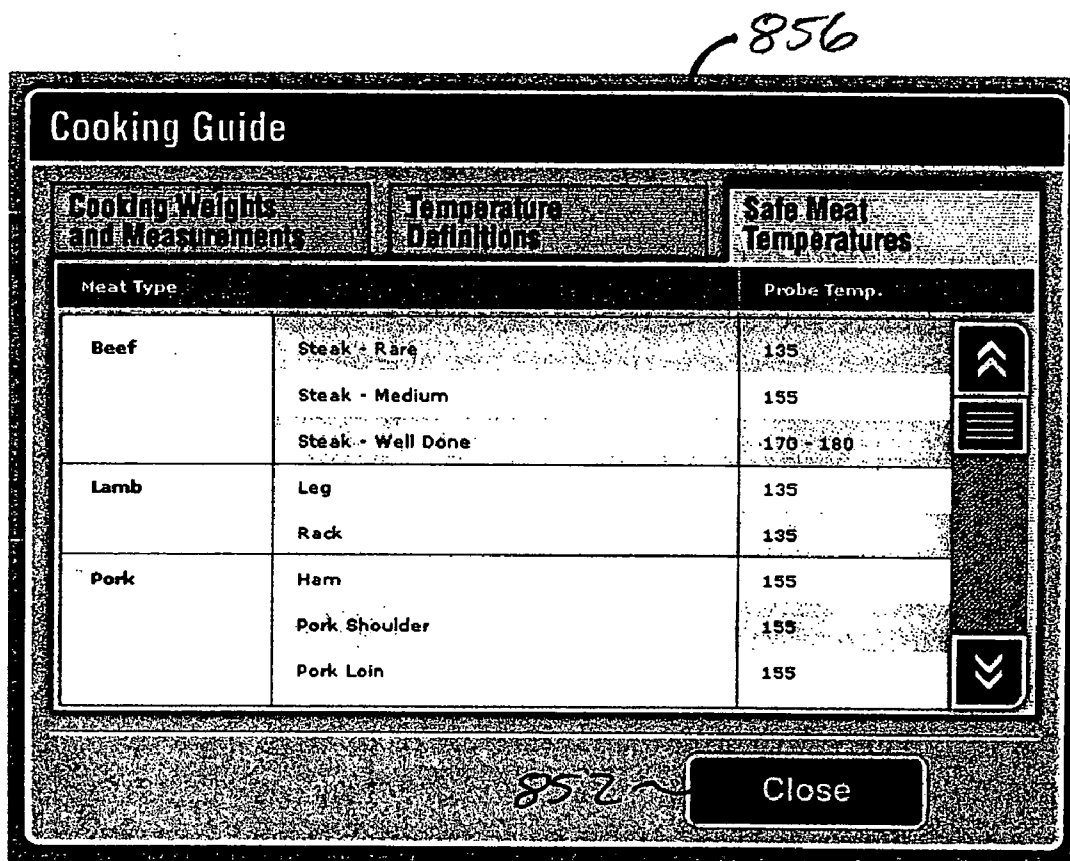 856
Cooking Guide
Cooking Weights
and Measurements
Temperature
Definitions
Safe Meat
Temperatures
Meat Type Probe Temp.
Beef Steak - Rare 135
Steak - Medium 155
Steak - Well Done 170 - 180
Lamb Leg 135
Rack 135
Pork Ham 155
Pork Shoulder 155
Pork Loin 155
852 Close